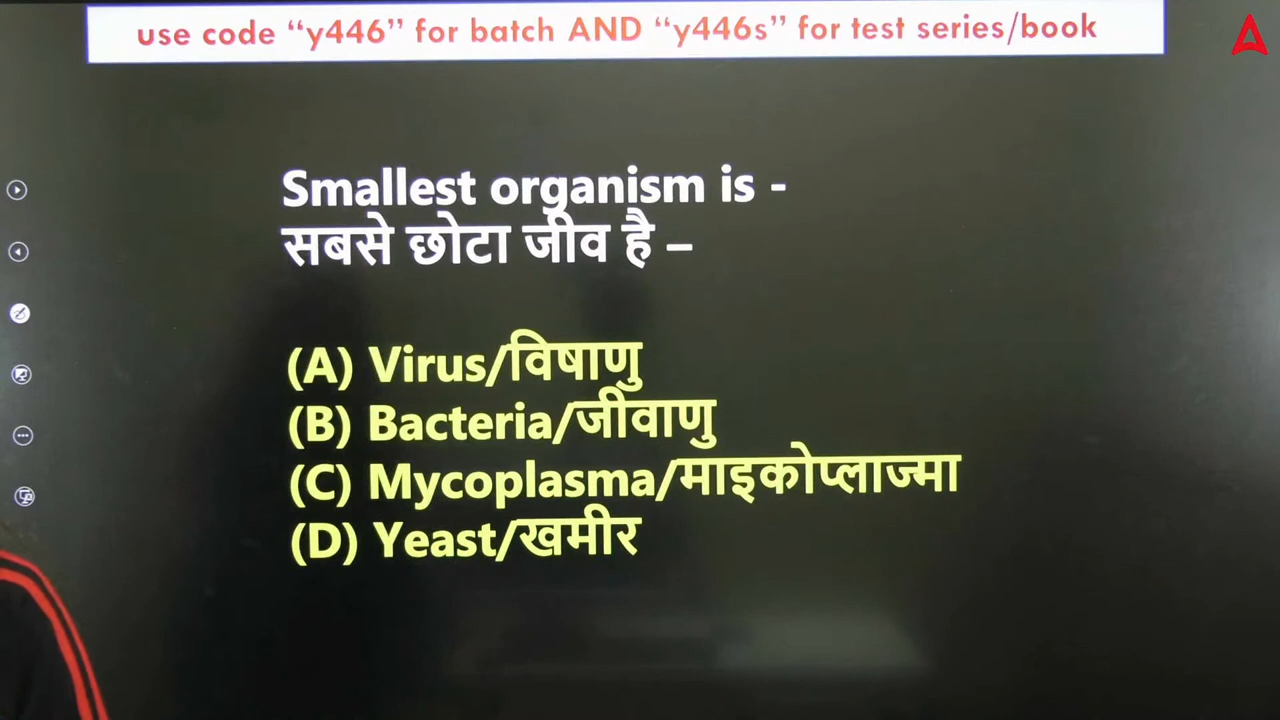 use code “y446” for batch AND “y446s” for test series/book
Smallest organism is -
सबसे छोटा जीव है –
(A) Virus/विषाणु
(B) Bacteria/जीवाणु
(C) Mycoplasma/माइकोप्लाज्मा
(D) Yeast/खमीर